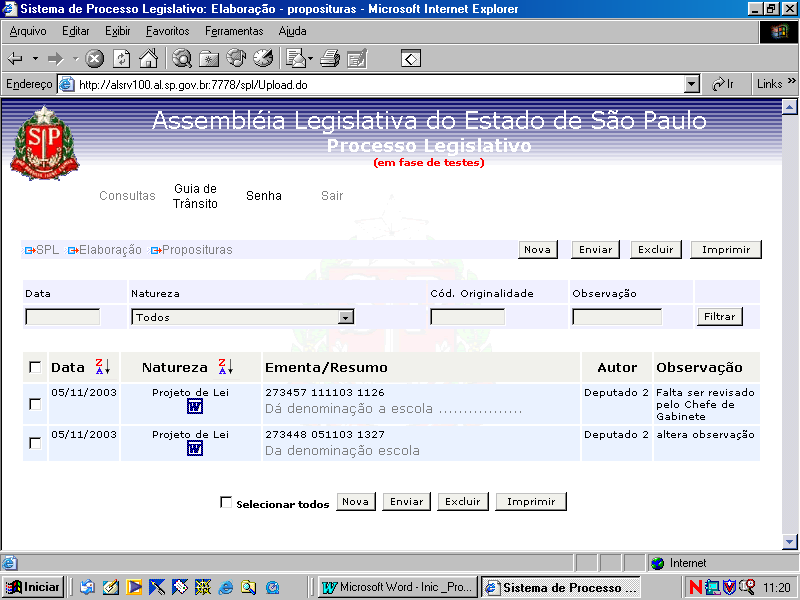 Sistema de Processo Legislativo: Elaboração - proposituras - Microsoft Internet Explorer
Arquivo Editar Exibir Favoritos Ferramentas Ajuda
Endereço http://alsrv100.al.sp.gov.br:7778/spl/Upload.do Ir Links »
Assembléia Legislativa do Estado de São Paulo
Processo Legislativo
(em fase de testes)
SP
Consultas Guia de Trânsito Senha Sair
SPL Elaboração Proposituras Nova Enviar Excluir Imprimir
Data Natureza Cód. Originalidade Observação
Todos Filtrar
Data Natureza Ementa/Resumo Autor Observação
05/11/2003 Projeto de Lei 273457 111103 1126 Deputado 2 Falta ser revisado
Dá denominação a escola ................. pelo Chefe de
Gabinete
05/11/2003 Projeto de Lei 273448 051103 1327 Deputado 2 altera observação
Da denominação escola
Selecionar todos Nova Enviar Excluir Imprimir
Internet
Iniciar Microsoft Word - Inic _Pro... Sistema de Processo ... 11:20